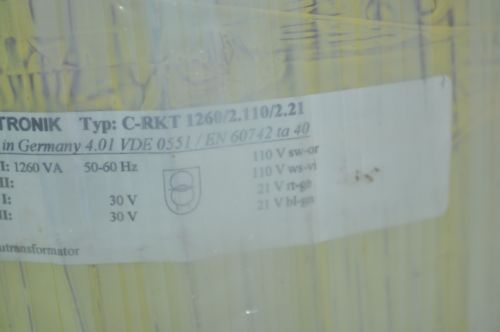 TRONIK Typ: C-RKT 1260/2.110/2.21
in Germany 4.01 VDE 0551 / EN 60742 ta 40
I: 1260 VA 50-60 Hz 110 V sw-or
II: 110 V ws-vi
I: 30 V 21 V rt-ge
II: 30 V 21 V bl-gn
utransformator